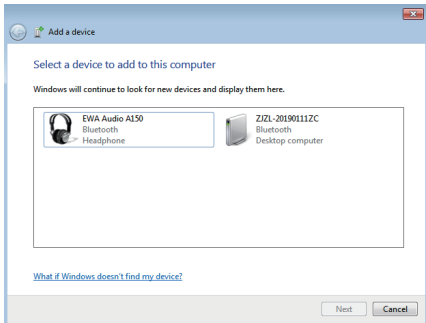 Add a device
Select a device to add to this computer
Windows will continue to look for new devices and display them here.
EWA Audio A150
Bluetooth
Headphone
ZJZL-20190111ZC
Bluetooth
Desktop computer
What if Windows doesn't find my device?
Next
Cancel